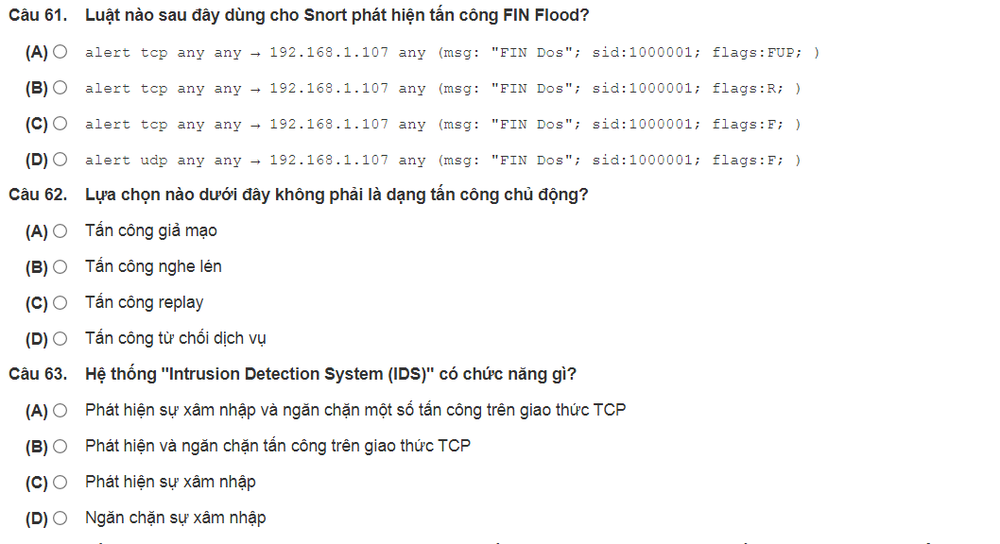 Câu 61. Luật nào sau đây dùng cho Snort phát hiện tấn công FIN Flood?
(A) alert tcp any any → 192.168.1.107 any (msg: "FIN Dos"; sid:1000001; flags:FUP; )
(B) alert tcp any any → 192.168.1.107 any (msg: "FIN Dos"; sid:1000001; flags:R; )
(C) alert tcp any any → 192.168.1.107 any (msg: "FIN Dos"; sid:1000001; flags:F; )
(D) alert udp any any → 192.168.1.107 any (msg: "FIN Dos"; sid:1000001; flags:F; )
Câu 62. Lựa chọn nào dưới đây không phải là dạng tấn công chủ động?
(A) Tấn công giả mạo
(B) Tấn công nghe lén
(C) Tấn công replay
(D) Tấn công từ chối dịch vụ
Câu 63. Hệ thống "Intrusion Detection System (IDS)" có chức năng gì?
(A) Phát hiện sự xâm nhập và ngăn chặn một số tấn công trên giao thức TCP
(B) Phát hiện và ngăn chặn tấn công trên giao thức TCP
(C) Phát hiện sự xâm nhập
(D) Ngăn chặn sự xâm nhập